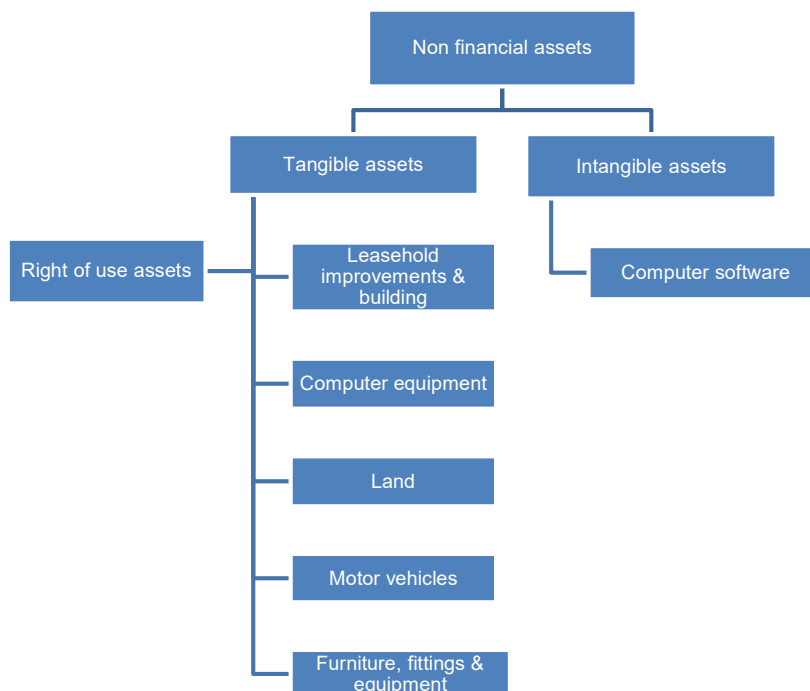 Non financial assets
Tangible assets
Intangible assets
Right of use assets
Leasehold
improvements &
building
Computer software
Computer equipment
Land
Motor vehicles
Furniture, fittings &
equipment